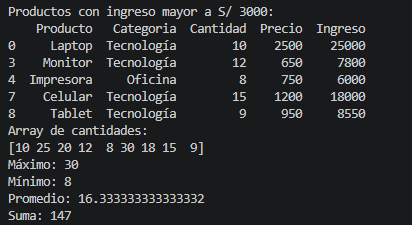 Productos con ingreso mayor a S/ 3000:
    Producto   Categoria  Cantidad  Precio  Ingreso
0     Laptop  Tecnología        10    2500    25000
3    Monitor  Tecnología        12     650     7800
4  Impresora     Oficina         8     750     6000
7    Celular  Tecnología        15    1200    18000
8     Tablet  Tecnología         9     950     8550
Array de cantidades:
[10 25 20 12  8 30 18 15  9]
Máximo: 30
Mínimo: 8
Promedio: 16.333333333333332
Suma: 147